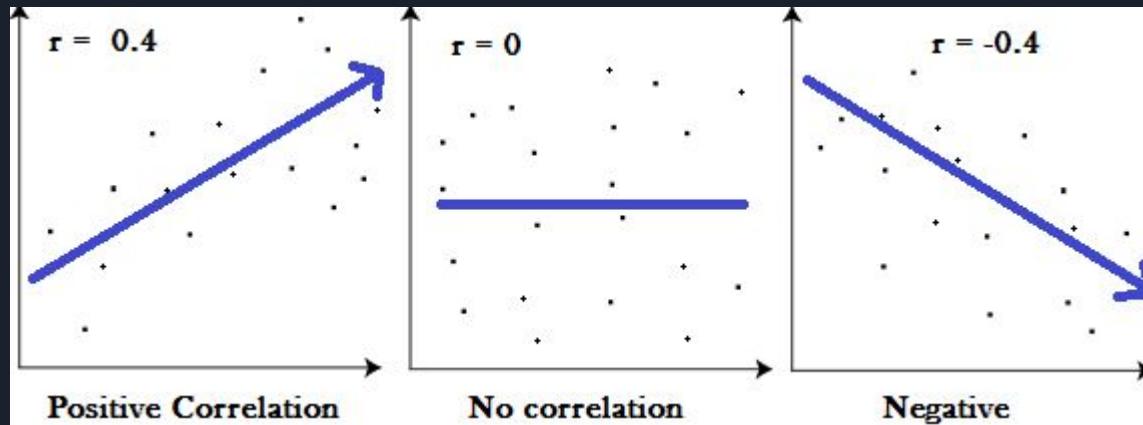 r = 0.4
r = 0
r = -0.4
Positive Correlation
No correlation
Negative